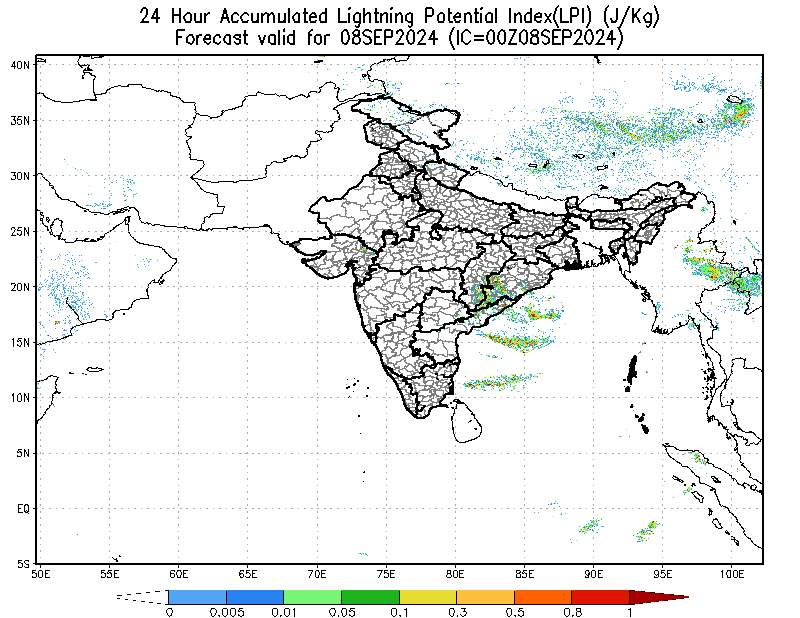 24 Hour Accumulated Lightning Potential Index(LPI) (J/Kg)
Forecast valid for 08SEP2024 (IC=00Z08SEP2024)
40N
35N
30N
25N
20N
15N
10N
5N
EQ
5S
50E 55E 60E 65E 70E 75E 80E 85E 90E 95E 100E
0 0.005 0.01 0.05 0.1 0.3 0.5 0.8 1